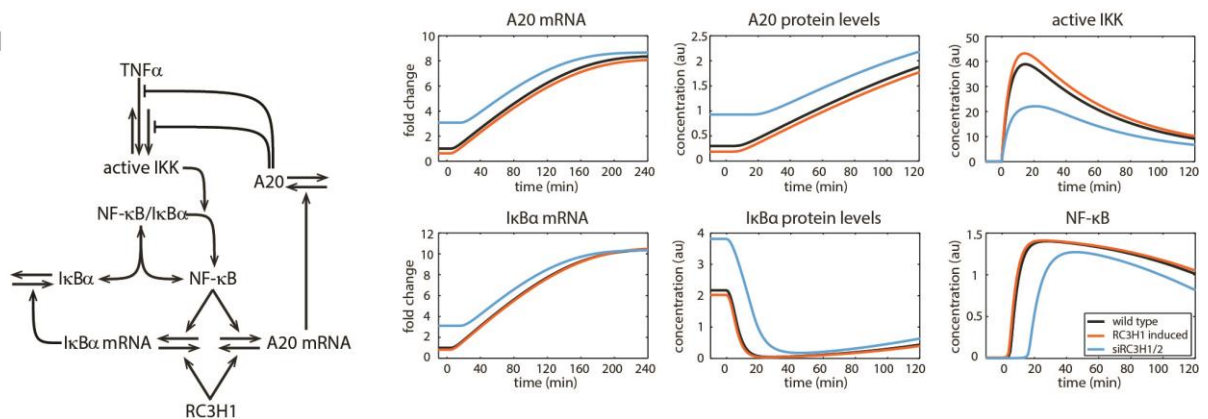 TNFα
active IKK
A20
NF-κB/IκBα
IκBα
NF-κB
IκBα mRNA
A20 mRNA
RC3H1
A20 mRNA
fold change
10
8
6
4
2
0
0 40 80 120 160 200 240
time (min)
A20 protein levels
concentration (au)
2.5
2
1.5
1
0.5
0
0 20 40 60 80 100 120
time (min)
active IKK
concentration (au)
50
40
30
20
10
0
0 20 40 60 80 100 120
time (min)
IκBα mRNA
fold change
12
10
8
6
4
2
0
0 40 80 120 160 200 240
time (min)
IκBα protein levels
concentration (au)
4
3
2
1
0
0 20 40 60 80 100 120
time (min)
NF-κB
concentration (au)
1.5
1
0.5
0
0 20 40 60 80 100 120
time (min)
wild type
RC3H1 induced
siRC3H1/2